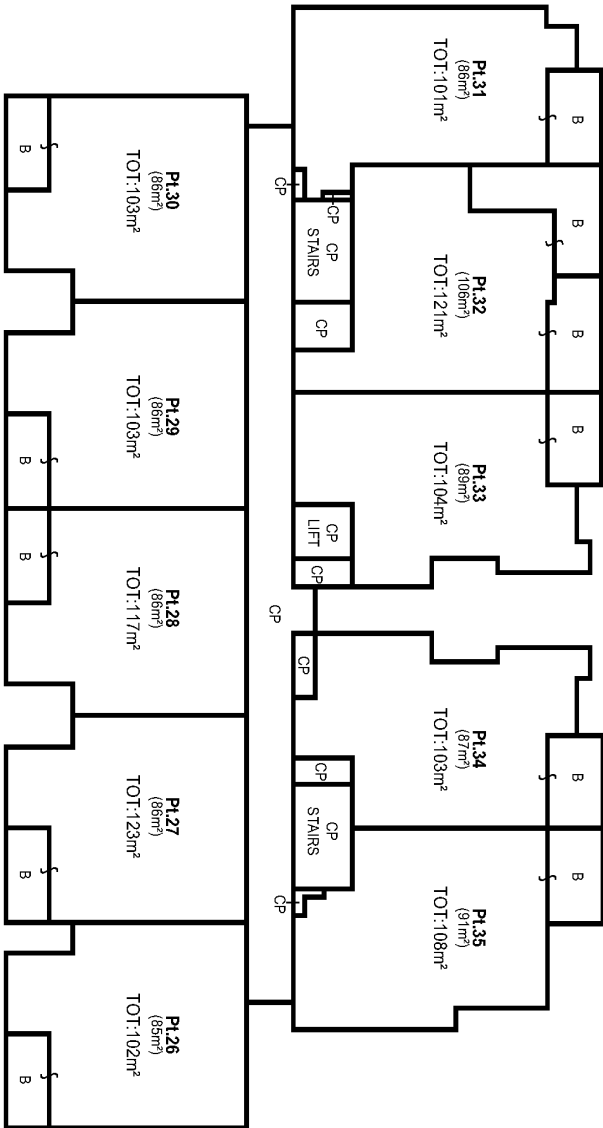 Pt.31
(86m²)
TOT:101m²
B
CP
CP
CP
STAIRS
CP
B
Pt.32
(106m²)
TOT:121m²
B
B
Pt.33
(89m²)
TOT:104m²
CP
LIFT
CP
CP
CP
Pt.34
(87m²)
TOT:103m²
B
CP
CP
STAIRS
CP
Pt.35
(91m²)
TOT:108m²
B
Pt.30
(86m²)
TOT:103m²
B
Pt.29
(86m²)
TOT:103m²
B
Pt.28
(86m²)
TOT:117m²
B
Pt.27
(86m²)
TOT:123m²
B
Pt.26
(85m²)
TOT:102m²
B